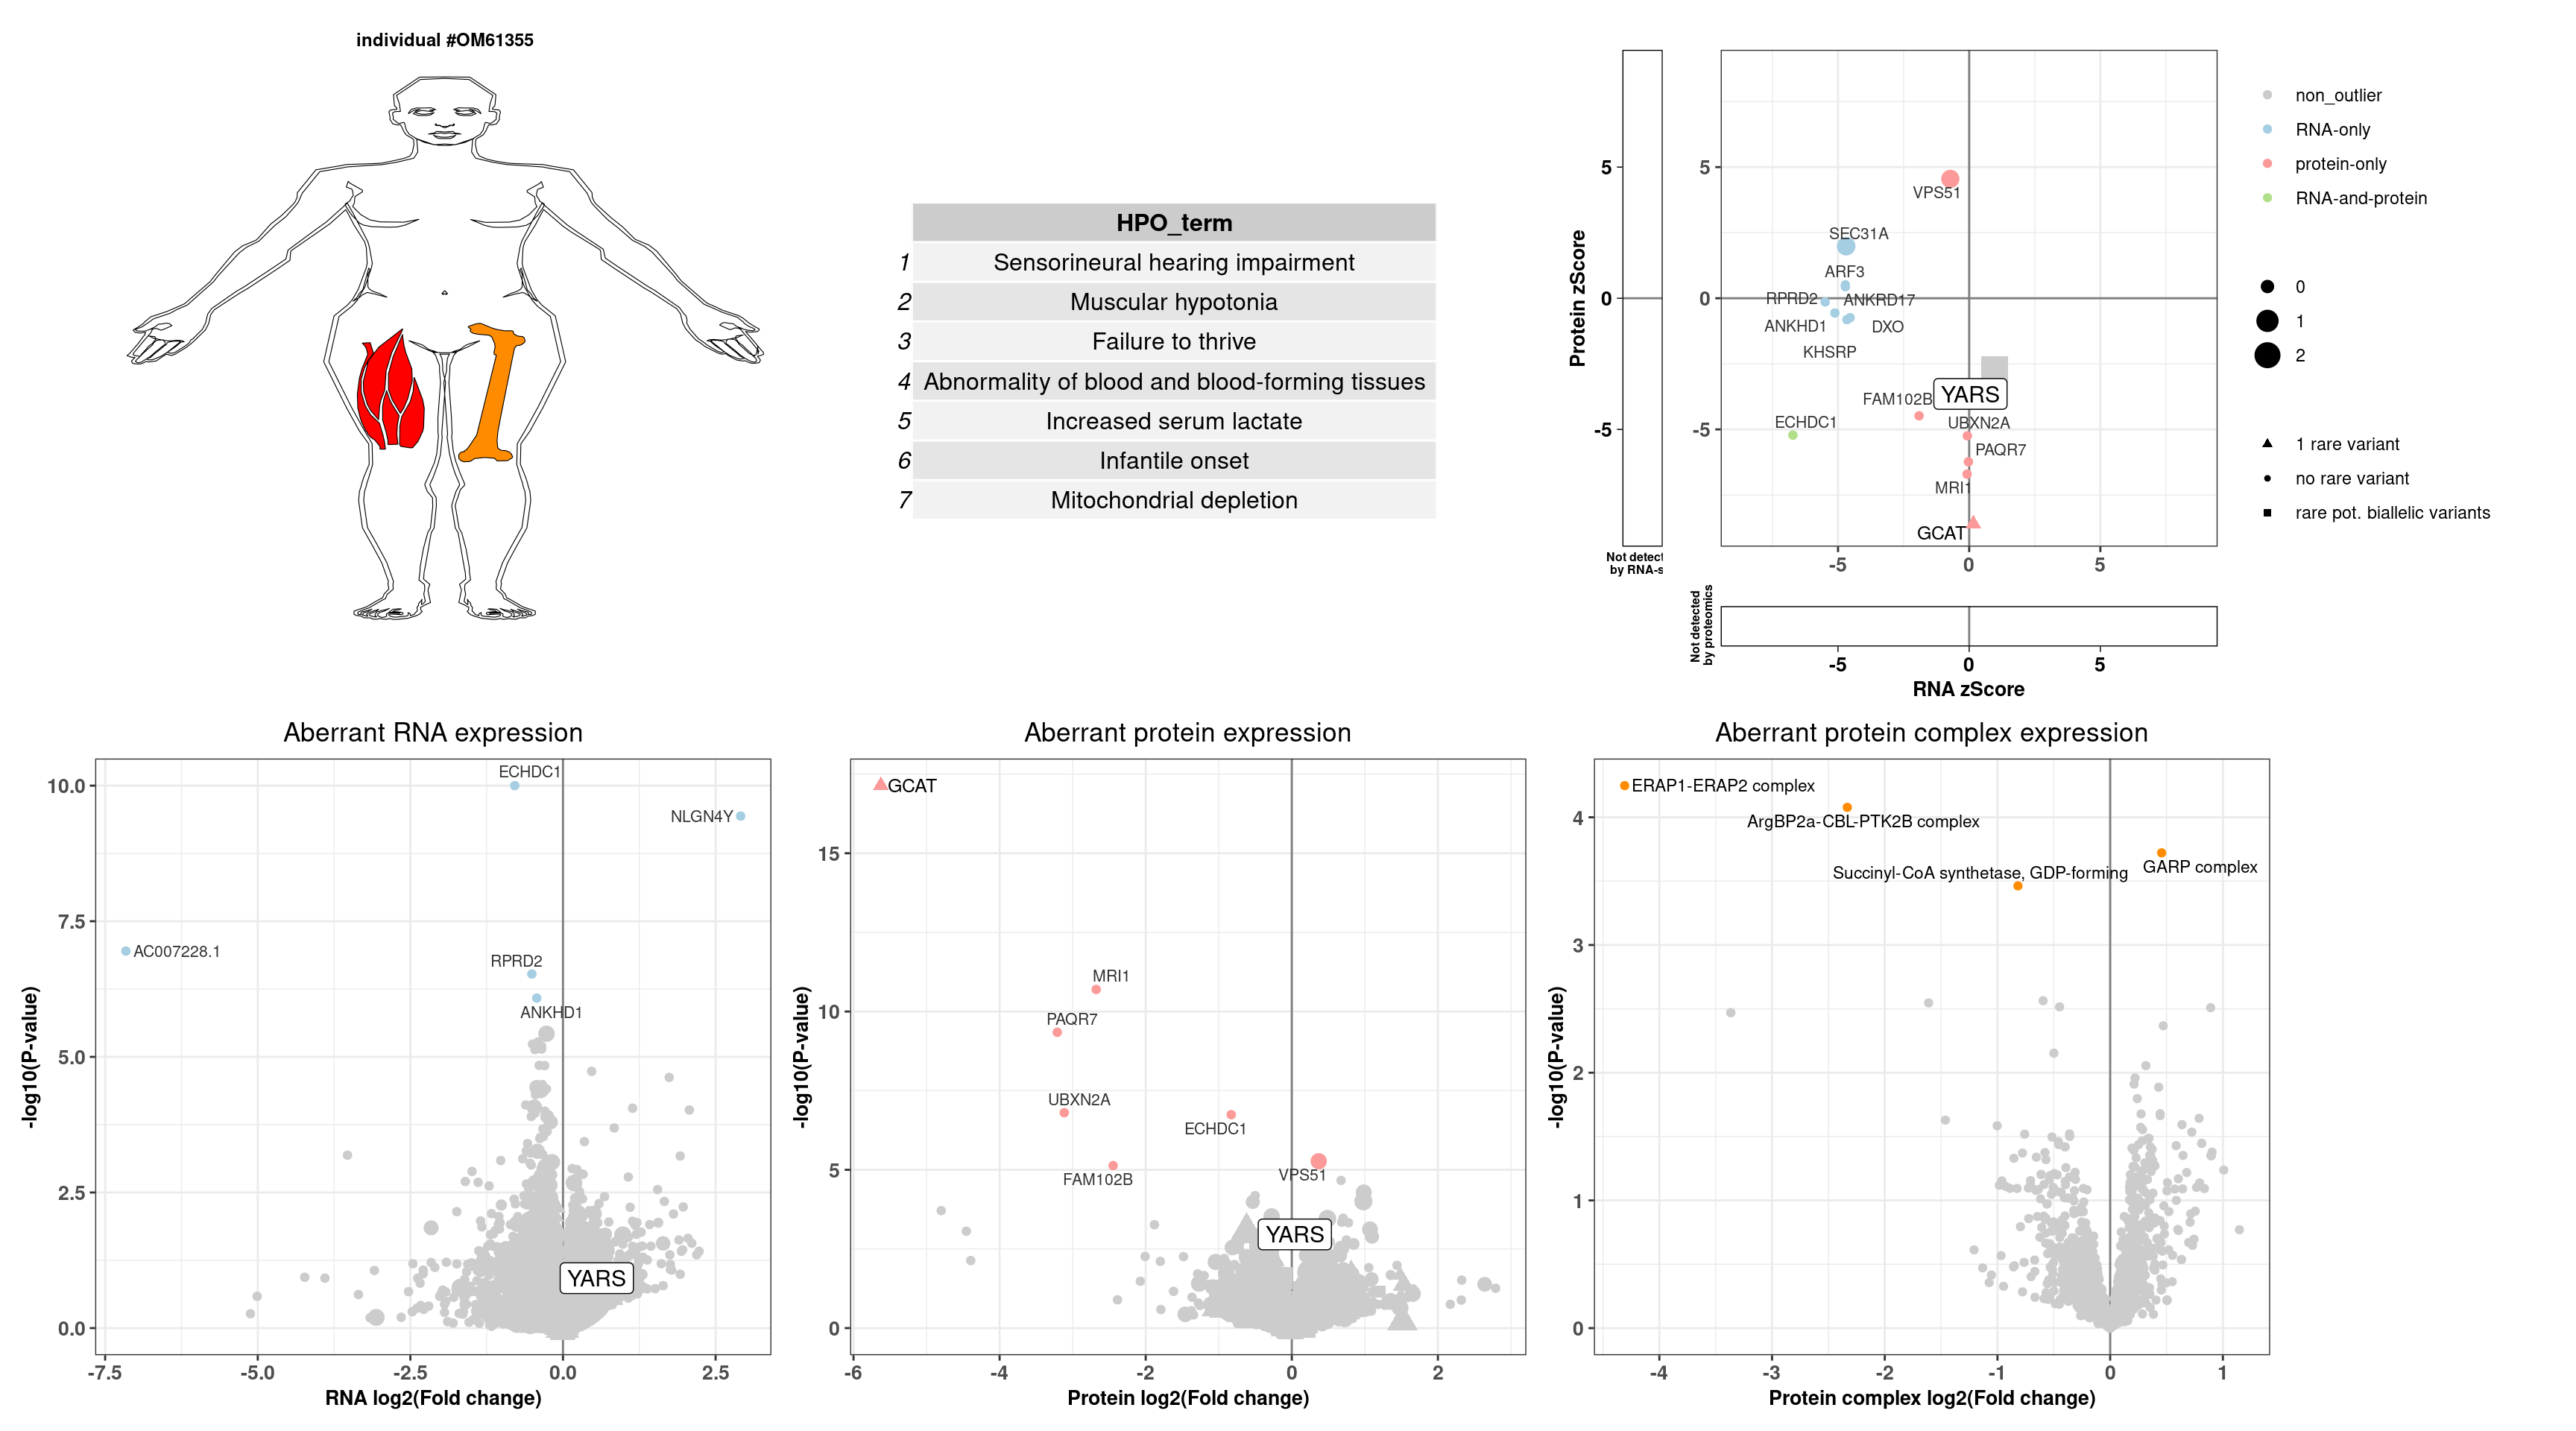 individual #OM61355
HPO_term
1 Sensorineural hearing impairment
2 Muscular hypotonia
3 Failure to thrive
4 Abnormality of blood and blood-forming tissues
5 Increased serum lactate
6 Infantile onset
7 Mitochondrial depletion
Protein zScore
5
0
-5
Not detect
by RNA-s
5
0
-5
VPS51
SEC31A
ARF3
RPRD2
ANKRD17
ANKHD1
DXO
KHSRP
YARS
FAM102B
ECHDC1
UBXN2A
PAQR7
MRI1
GCAT
-5 0 5
Not detected
by proteomics
-5 0 5
RNA zScore
non_outlier
RNA-only
protein-only
RNA-and-protein
0
1
2
1 rare variant
no rare variant
rare pot. biallelic variants
Aberrant RNA expression
-log10(P-value)
10.0
7.5
5.0
2.5
0.0
ECHDC1
NLGN4Y
AC007228.1
RPRD2
ANKHD1
YARS
-7.5 -5.0 -2.5 0.0 2.5
RNA log2(Fold change)
Aberrant protein expression
-log10(P-value)
15
10
5
0
GCAT
MRI1
PAQR7
UBXN2A
ECHDC1
FAM102B
VPS51
YARS
-6 -4 -2 0 2
Protein log2(Fold change)
Aberrant protein complex expression
-log10(P-value)
4
3
2
1
0
ERAP1-ERAP2 complex
ArgBP2a-CBL-PTK2B complex
GARP complex
Succinyl-CoA synthetase, GDP-forming
-4 -3 -2 -1 0 1
Protein complex log2(Fold change)